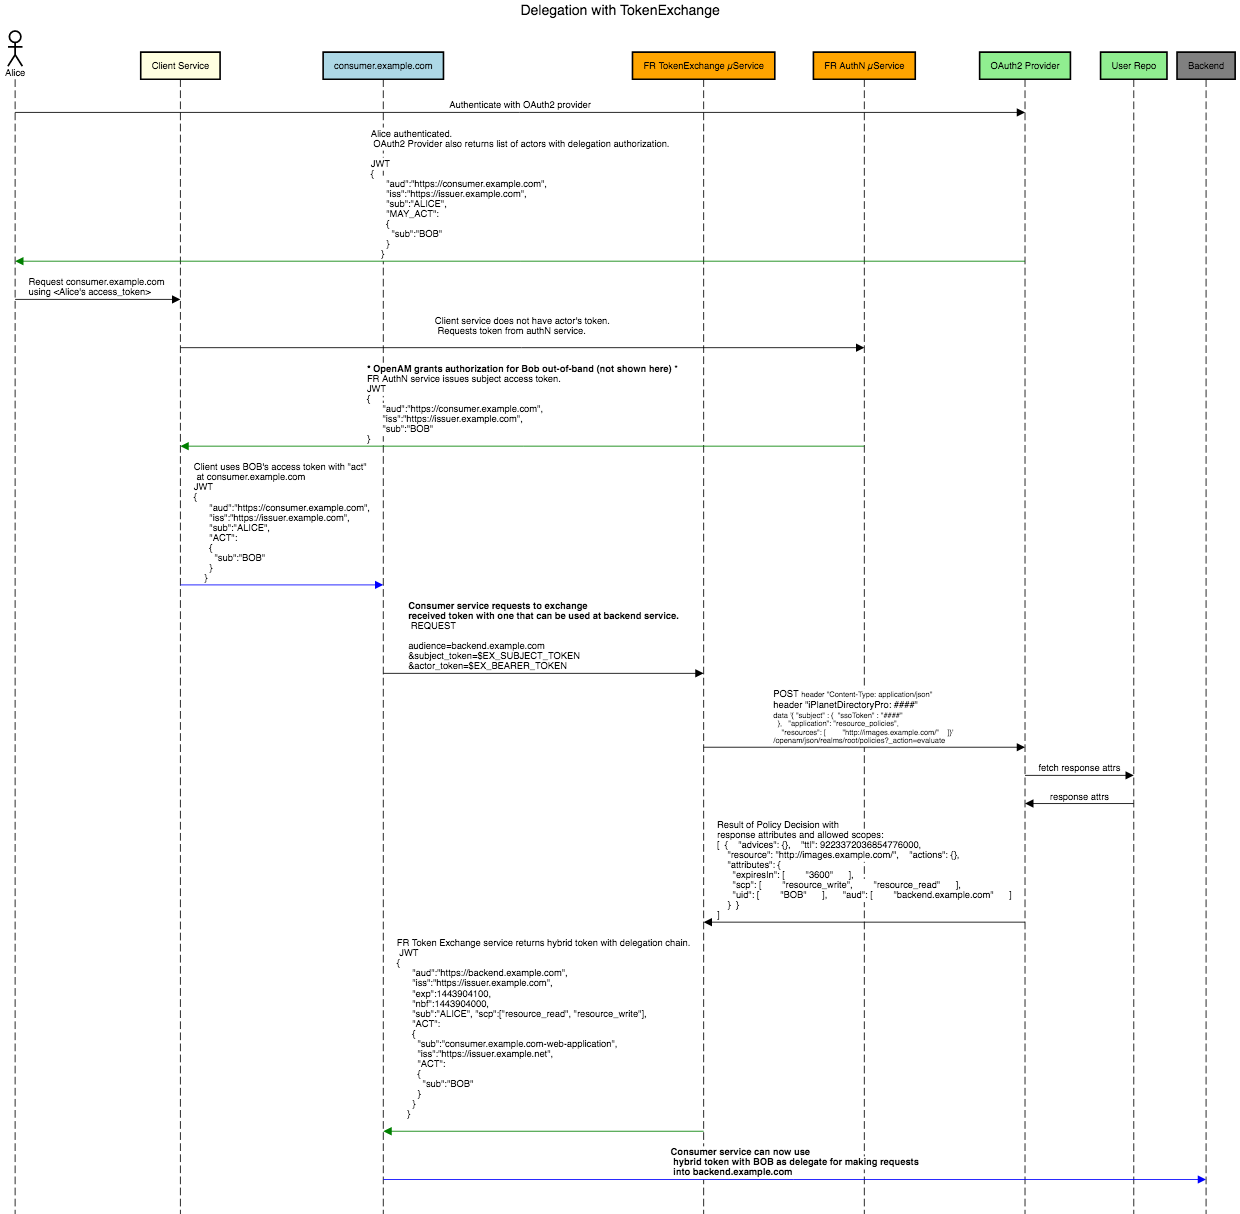 Delegation with TokenExchange
Alice
Client Service
consumer.example.com
FR TokenExchange µService
FR AuthN µService
OAuth2 Provider
User Repo
Backend
Authenticate with OAuth2 provider
Alice authenticated.
OAuth2 Provider also returns list of actors with delegation authorization.
JWT
{
"aud":"https://consumer.example.com",
"iss":"https://issuer.example.com",
"sub":"ALICE",
"MAY_ACT":
{
"sub":"BOB"
}
}
Request consumer.example.com
using <Alice's access_token>
Client service does not have actor's token.
Requests token from authN service.
* OpenAM grants authorization for Bob out-of-band (not shown here) *
FR AuthN service issues subject access token.
JWT
{
"aud":"https://consumer.example.com",
"iss":"https://issuer.example.com",
"sub":"BOB"
}
Client uses BOB's access token with "act"
at consumer.example.com
JWT
{
"aud":"https://consumer.example.com",
"iss":"https://issuer.example.com",
"sub":"ALICE",
"ACT":
{
"sub":"BOB"
}
}
Consumer service requests to exchange
received token with one that can be used at backend service.
REQUEST
audience=backend.example.com
&subject_token=$EX_SUBJECT_TOKEN
&actor_token=$EX_BEARER_TOKEN
POST header "Content-Type: application/json"
header "iPlanetDirectoryPro: ####"
data '{ "subject" : { "ssoToken" : "####"
}, "application": "resource_policies",
"resources": [ "http://images.example.com/" ]}'
/openam/json/realms/root/policies?_action=evaluate
fetch response attrs
response attrs
Result of Policy Decision with
response attributes and allowed scopes:
[ { "advices": {}, "ttl": 9223372036854776000,
"resource": "http://images.example.com/", "actions": {},
"attributes": {
"expiresIn": [ "3600" ],
"scp": [ "resource_write", "resource_read" ],
"uid": [ "BOB" ], "aud": [ "backend.example.com" ]
} }
]
FR Token Exchange service returns hybrid token with delegation chain.
JWT
{
"aud":"https://backend.example.com",
"iss":"https://issuer.example.com",
"exp":1443904100,
"nbf":1443904000,
"sub":"ALICE", "scp":["resource_read", "resource_write"],
"ACT":
{
"sub":"consumer.example.com-web-application",
"iss":"https://issuer.example.net",
"ACT":
{
"sub":"BOB"
}
}
}
Consumer service can now use
hybrid token with BOB as delegate for making requests
into backend.example.com